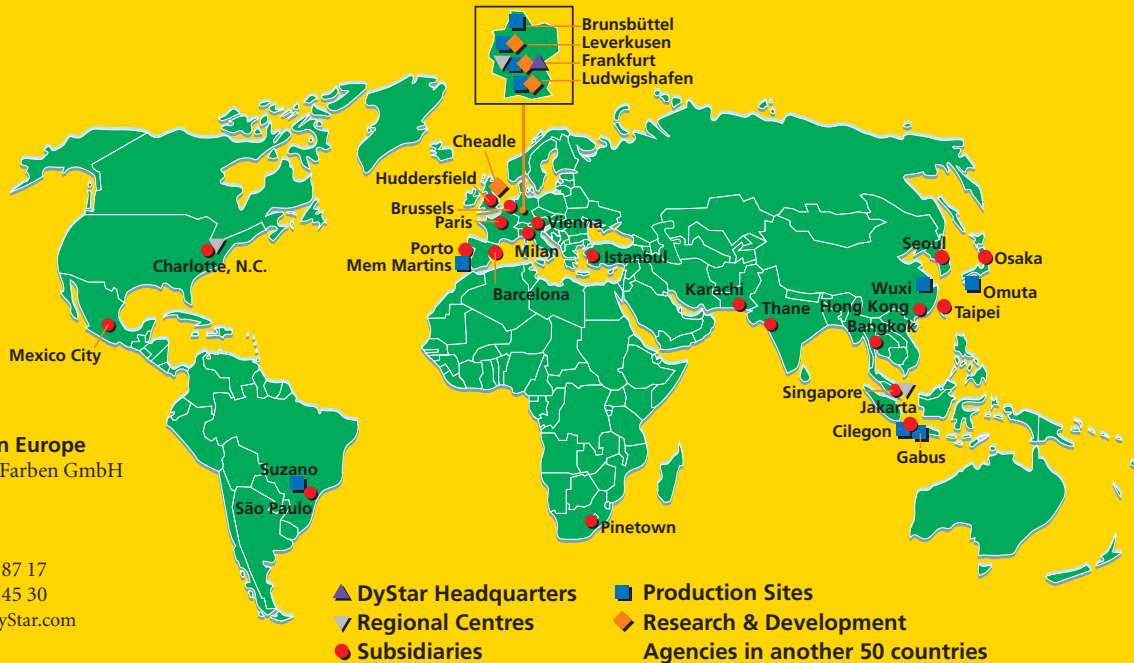 Brunsbüttel
Leverkusen
Frankfurt
Ludwigshafen
Cheadle
Huddersfield
Brussels
Paris
Vienna
Porto
Milan
Istanbul
Mem Martins
Barcelona
Charlotte, N.C.
Mexico City
Seoul
Osaka
Karachi
Wuxi
Omuta
Thane
Hong Kong
Taipei
Bangkok
Singapore
Jakarta
Cilegon
Gabus
n Europe
Farben GmbH
Suzano
São Paulo
Pinetown
87 17
45 30
yStar.com
DyStar Headquarters
Regional Centres
Subsidiaries
Production Sites
Research & Development
Agencies in another 50 countries